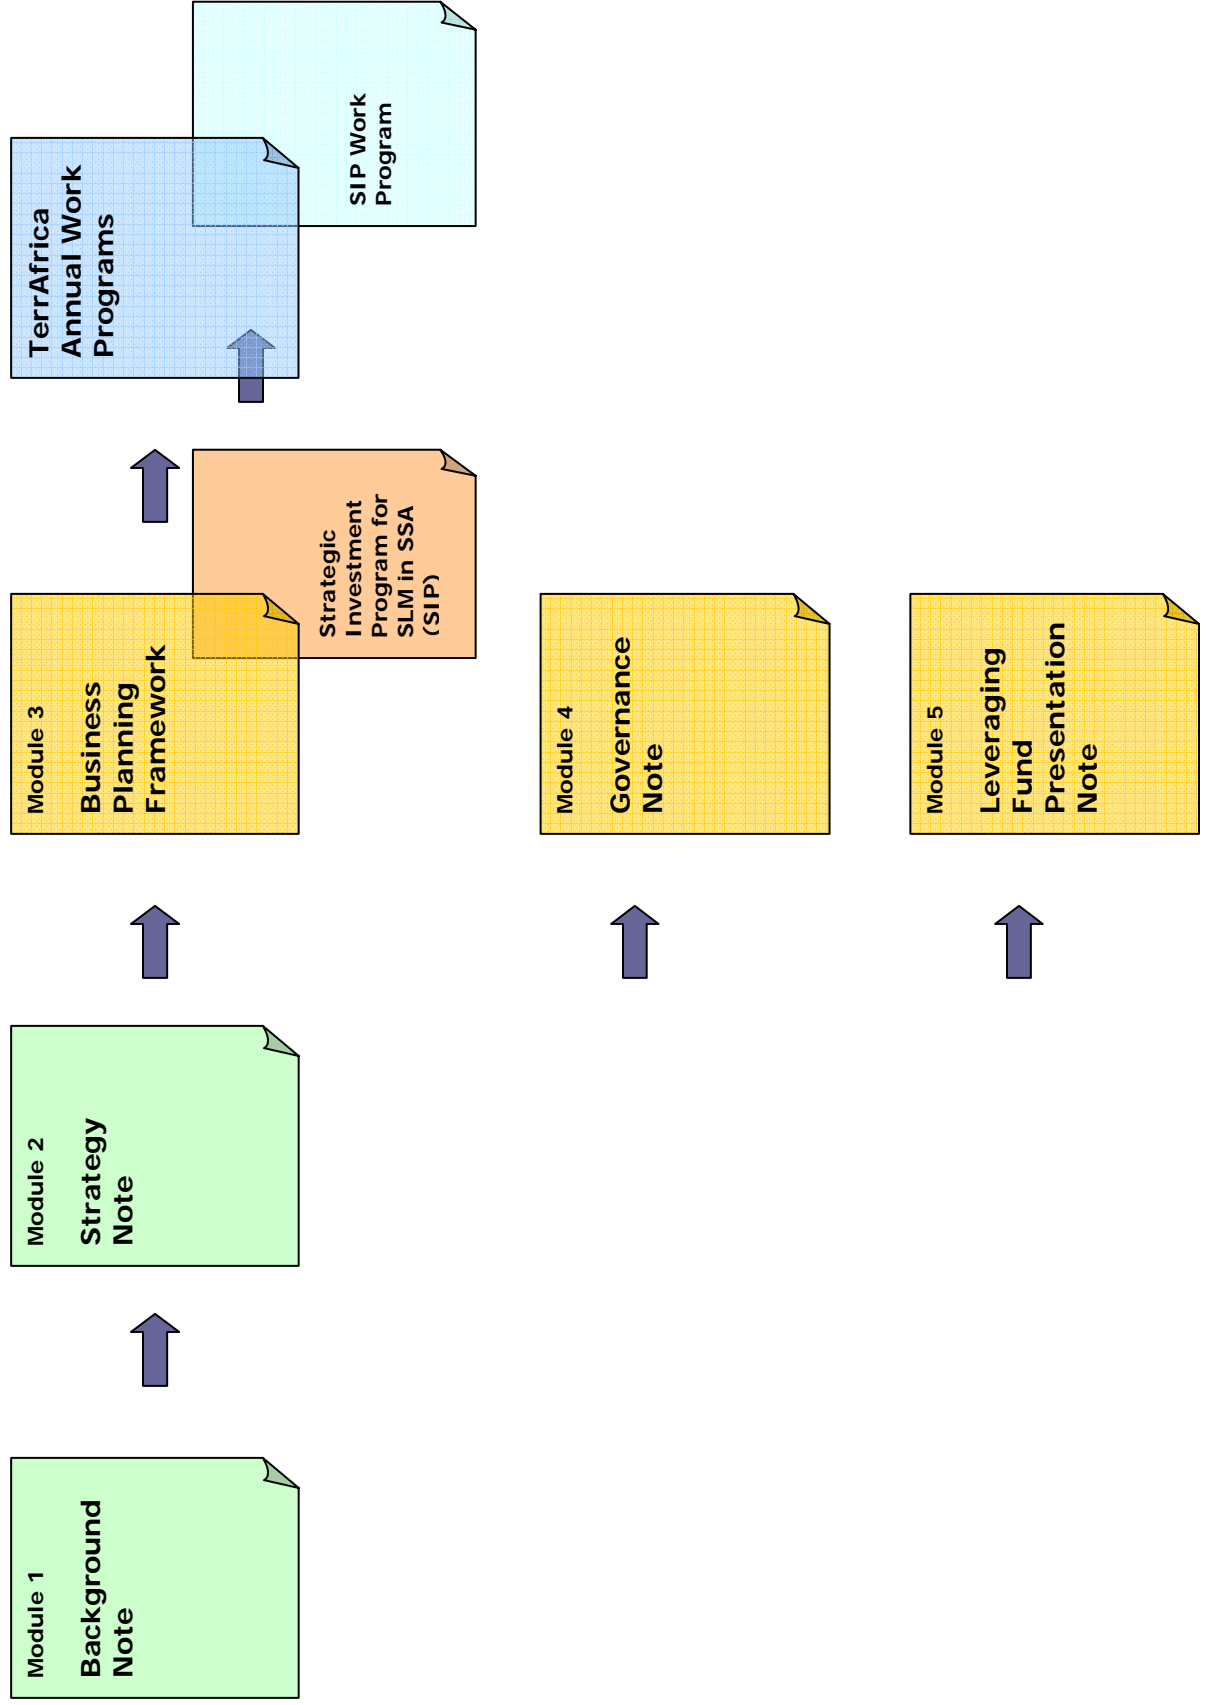 Module 1
Background
Note
Module 2
Strategy
Note
Module 3
Business
Planning
Framework
Strategic
Investment
Program for
SLM in SSA
(SIP)
TerrAfrica
Annual Work
Programs
SIP Work
Program
Module 4
Governance
Note
Module 5
Leveraging
Fund
Presentation
Note